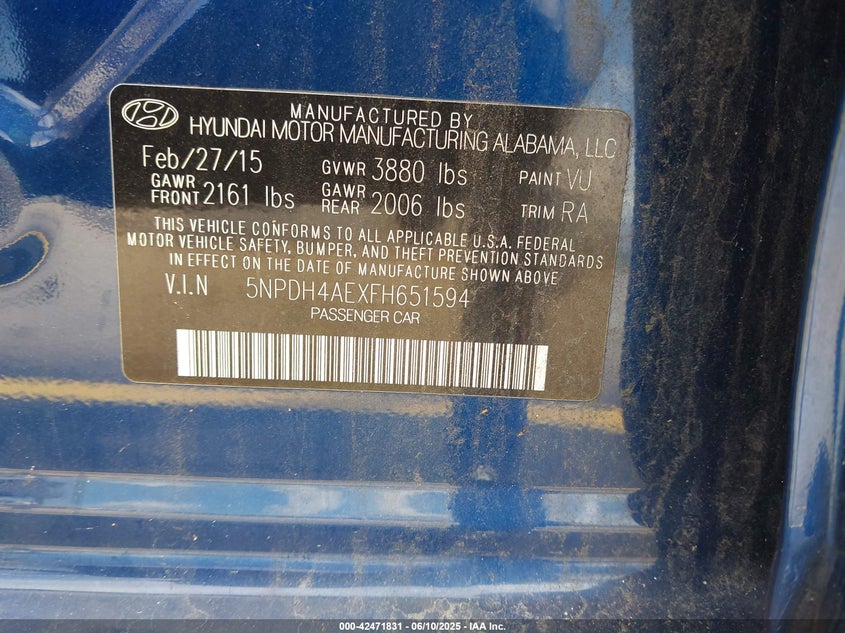 MANUFACTURED BY
HYUNDAI MOTOR MANUFACTURING ALABAMA, LLC
Feb/27/15 GVWR 3880 lbs PAINT VU
GAWR FRONT 2161 lbs GAWR REAR 2006 lbs TRIM RA
THIS VEHICLE CONFORMS TO ALL APPLICABLE U.S.A. FEDERAL
MOTOR VEHICLE SAFETY, BUMPER, AND THEFT PREVENTION STANDARDS
IN EFFECT ON THE DATE OF MANUFACTURE SHOWN ABOVE
V.I.N 5NPDH4AEXFH651594
PASSENGER CAR
000-42471831 - 06/10/2025 - IAA Inc.